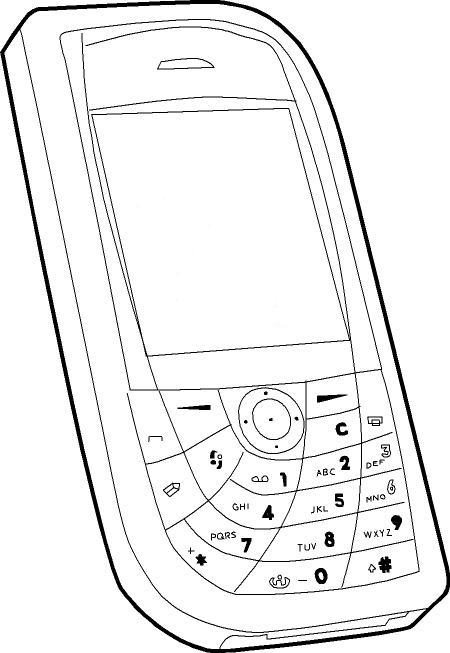 C
1 ABC 2 DEF 3
GHI 4 JKL 5 MNO 6
PQRS 7 TUV 8 WXYZ 9
+ * – 0 #